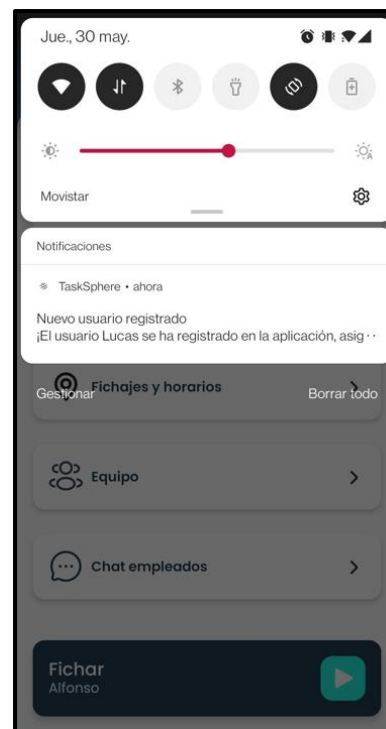 Jue., 30 may.
Movistar
Notificaciones
TaskSphere • ahora
Nuevo usuario registrado
¡El usuario Lucas se ha registrado en la aplicación, asig··
Fichajes y horarios
Gestionar
Borrar todo
Equipo
Chat empleados
Fichar
Alfonso